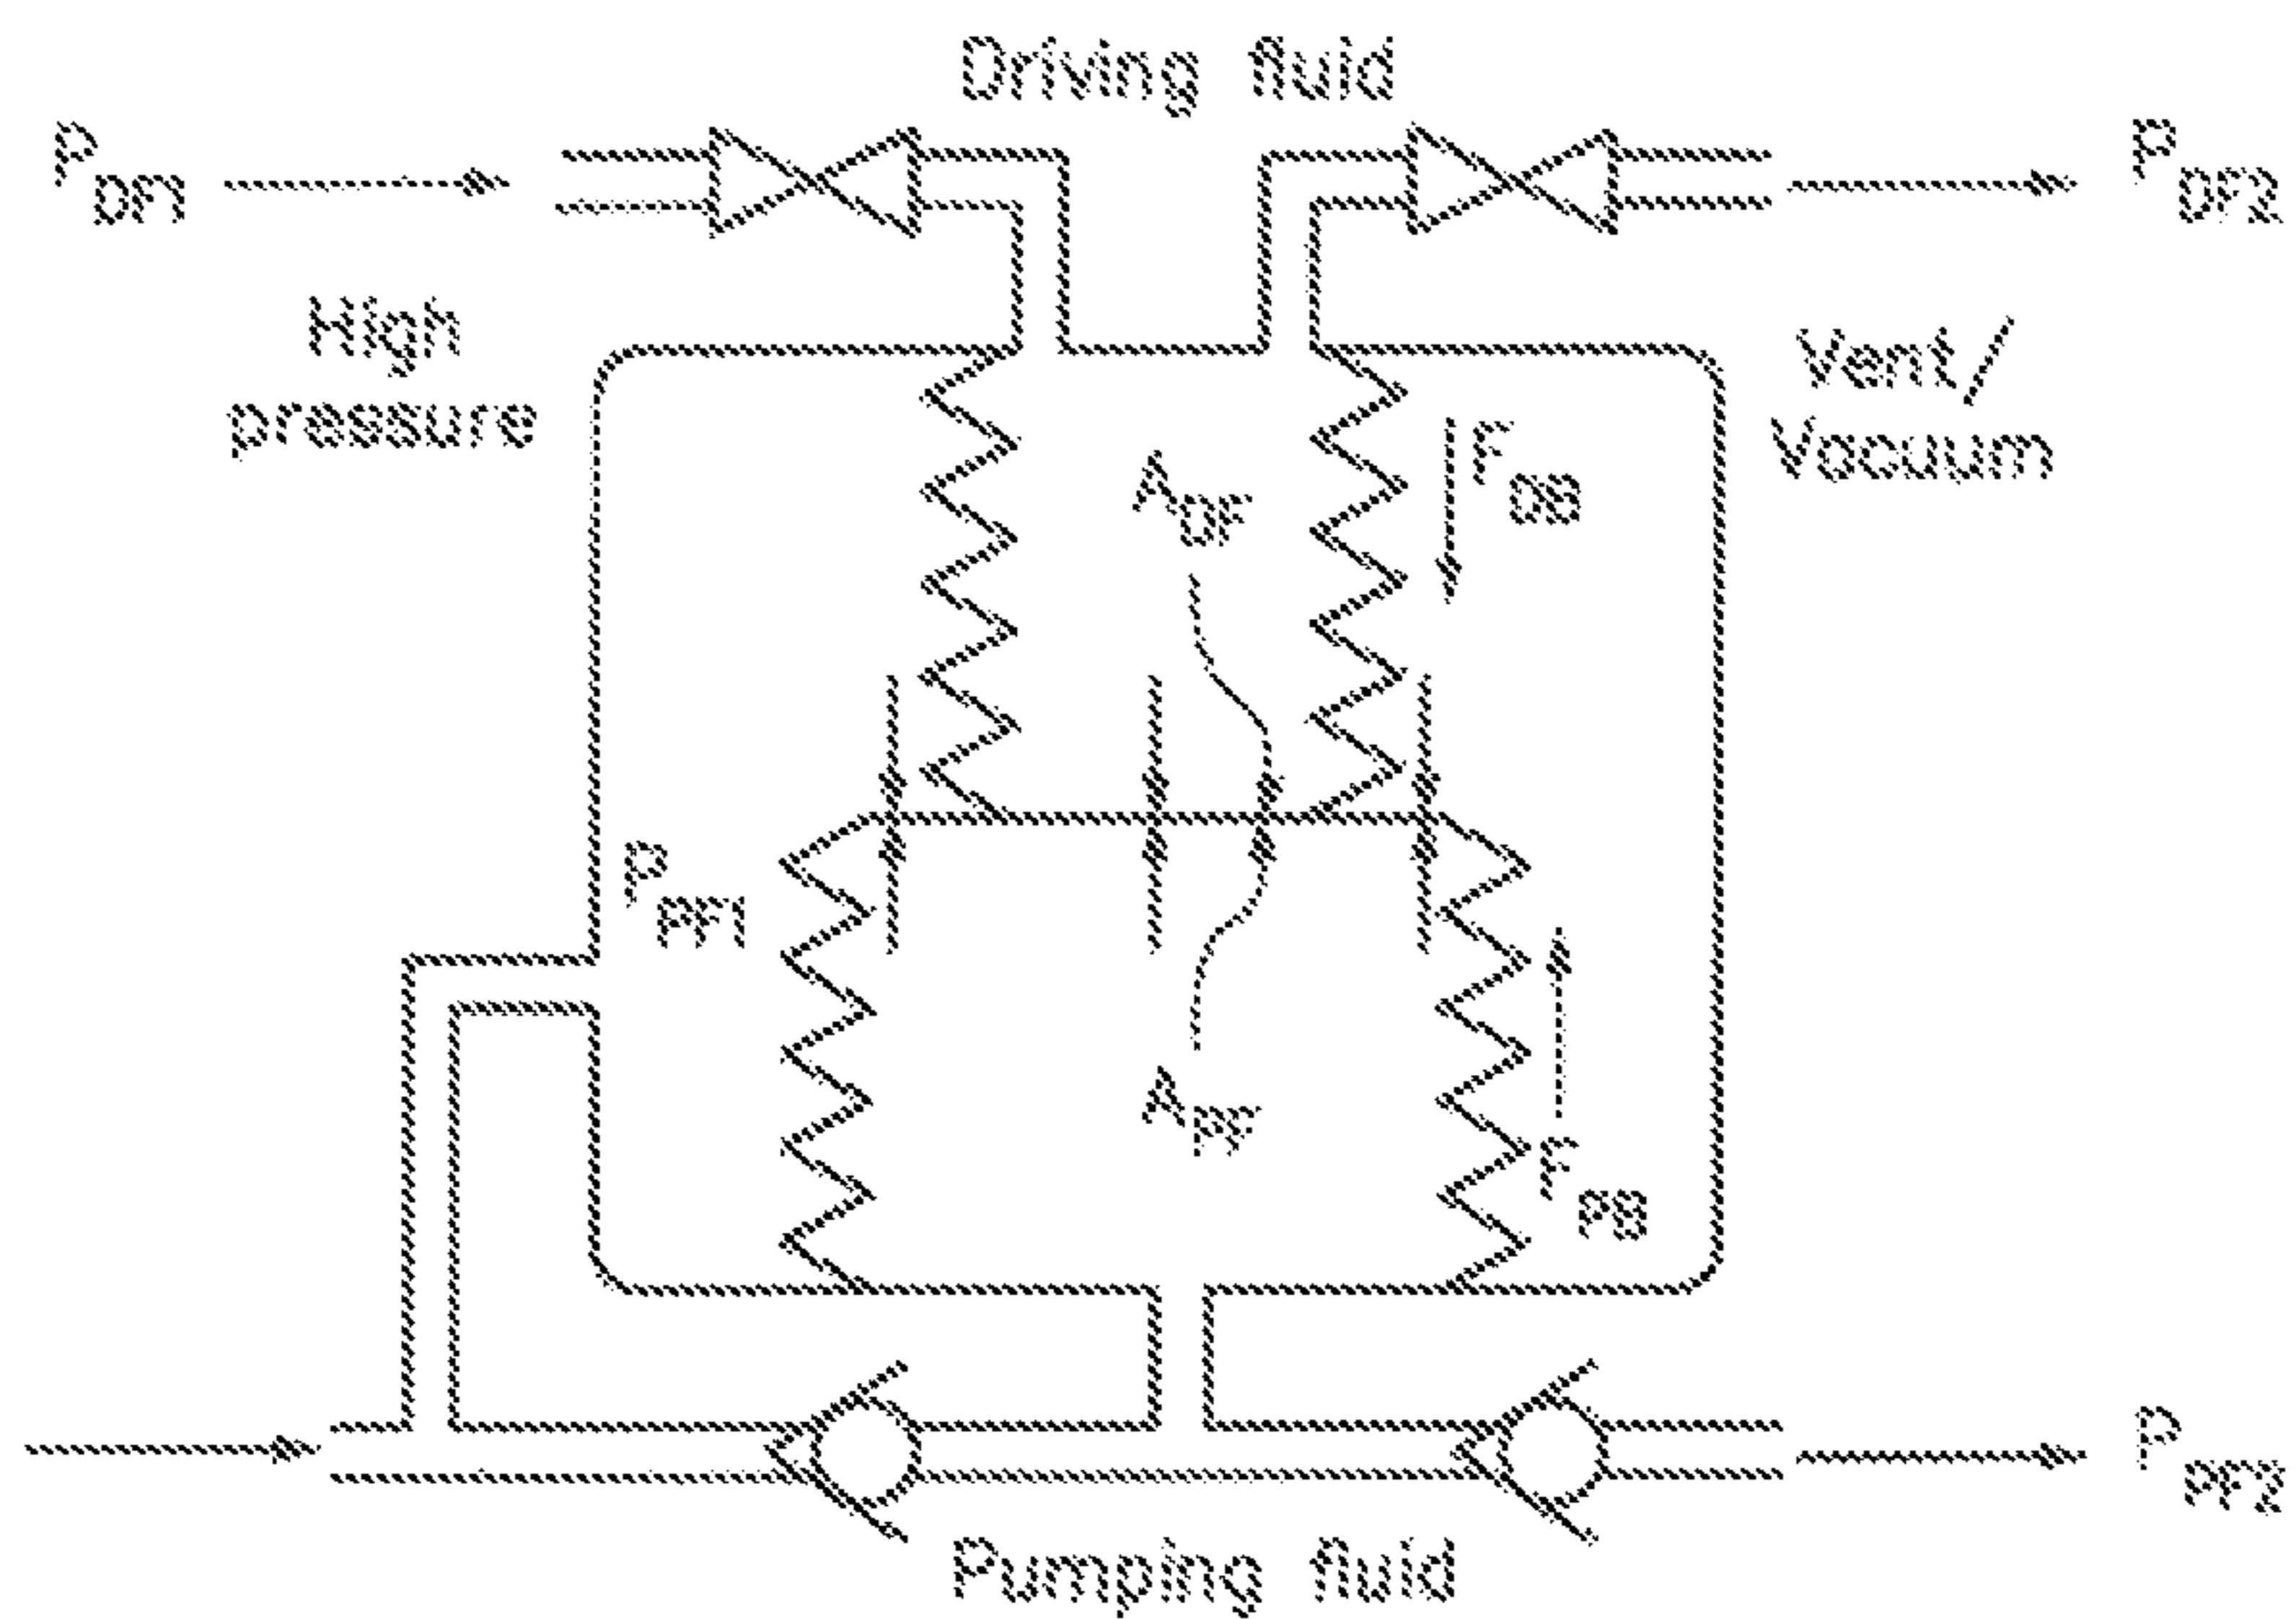 Driving fluid
P_DF1
P_DF2
High
pressure
Vent/
Vacuum
A_DF
F_DB
P_PF1
A_PF
F_PB
P_PF2
Pumping fluid